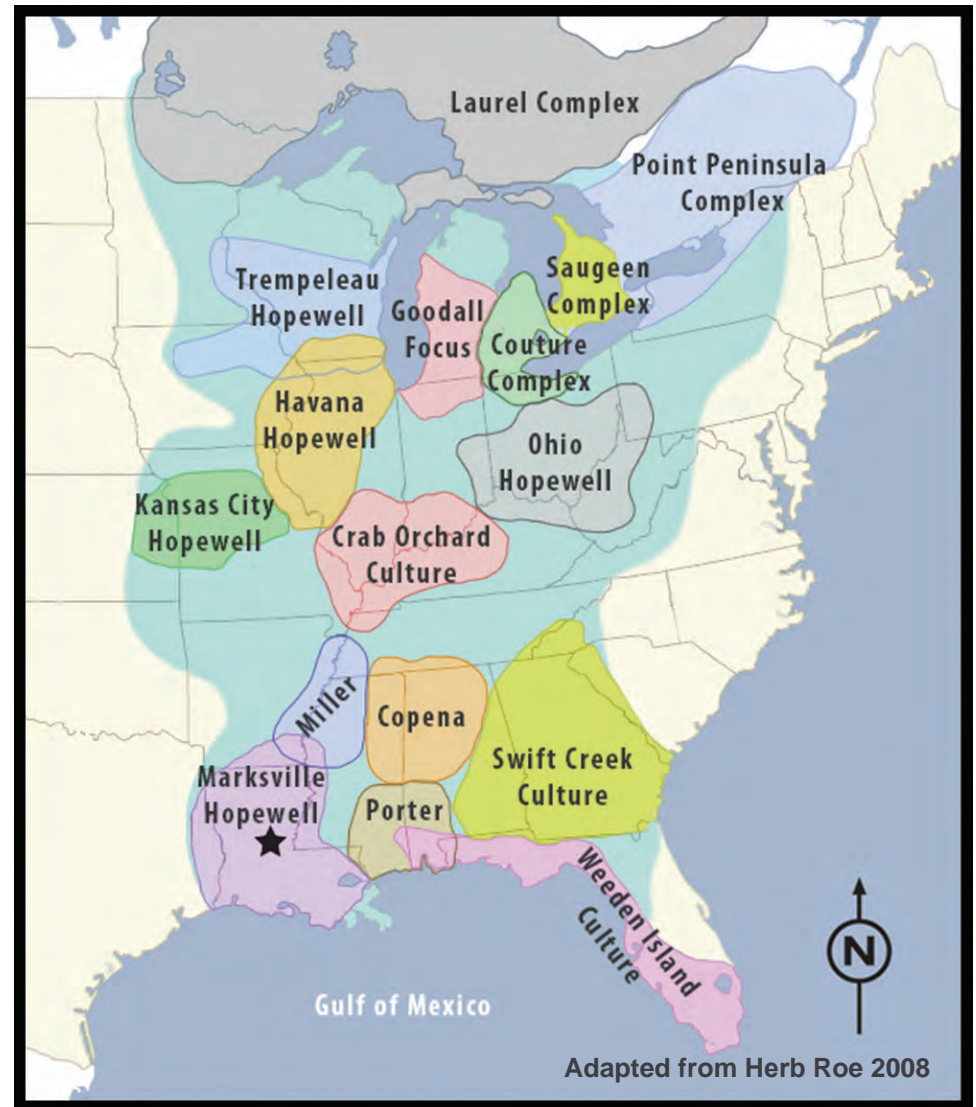 Laurel Complex
Point Peninsula
Complex
Saugeen
Complex
Trempeleau
Hopewell
Goodall
Focus
Couture
Complex
Havana
Hopewell
Ohio
Hopewell
Kansas City
Hopewell
Crab Orchard
Culture
Miller
Copena
Swift Creek
Culture
Marksville
Hopewell
Porter
Weeden Island
Culture
N
Gulf of Mexico
Adapted from Herb Roe 2008